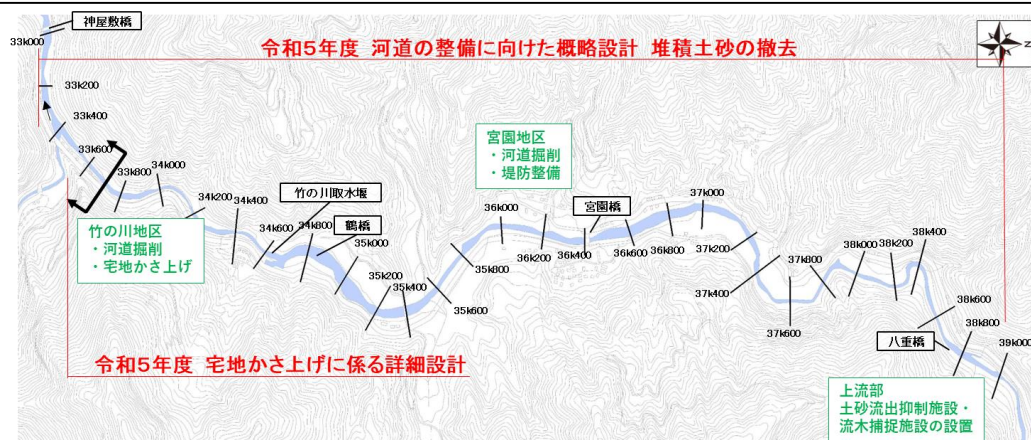 神屋敷橋
33k000
令和5年度 河道の整備に向けた概略設計 堆積土砂の撤去
N
33k200
33k400
33k600
33k800
34k000
竹の川地区
・河道掘削
・宅地かさ上げ
34k200
34k400
34k600
竹の川取水堰
34k800
鶴橋
35k000
35k200
35k400
35k600
35k800
宮園地区
・河道掘削
・堤防整備
36k000
36k200
36k400
宮園橋
36k600
36k800
37k000
37k200
37k400
37k600
37k800
38k000
38k200
38k400
38k600
38k800
39k000
八重橋
令和5年度 宅地かさ上げに係る詳細設計
上流部
土砂流出抑制施設・
流木捕捉施設の設置